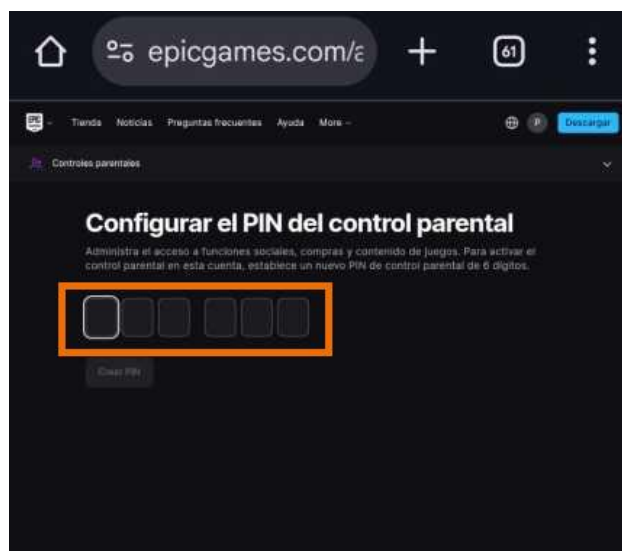 epicgames.com/a
61
EPIC GAMES
Tienda Noticias Preguntas frecuentes Ayuda More
P
Descargar
Controles parentales
Configurar el PIN del control parental
Administra el acceso a funciones sociales, compras y contenido de juegos. Para activar el
control parental en esta cuenta, establece un nuevo PIN de control parental de 6 dígitos.
Crear PIN